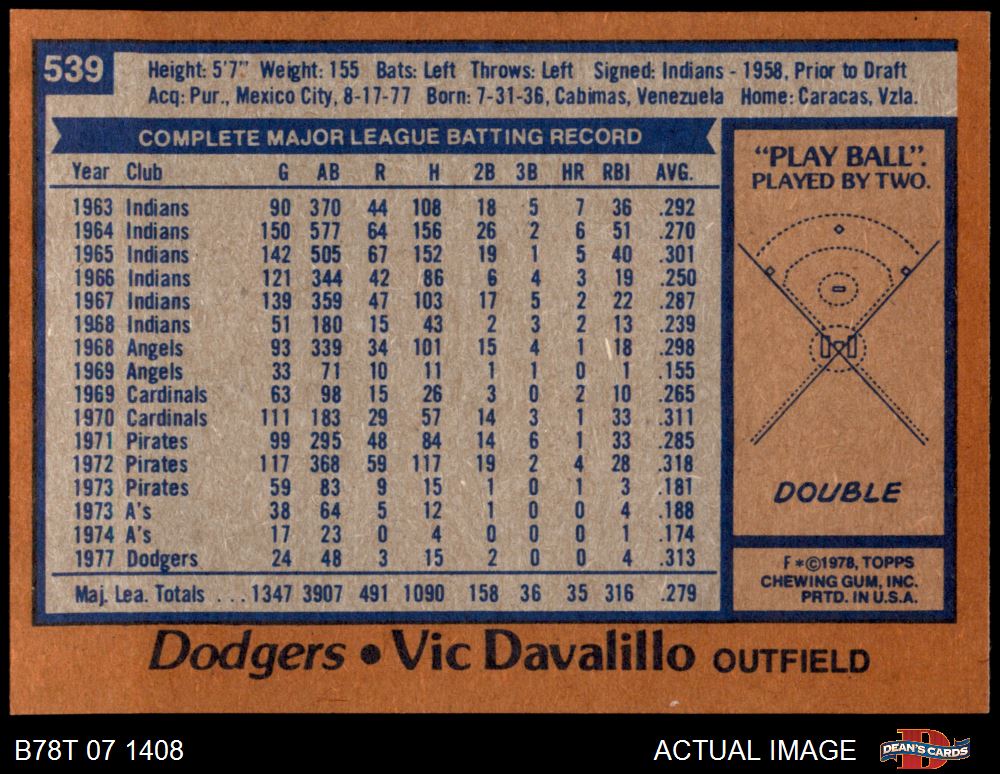 539
Height: 5'7" Weight: 155 Bats: Left Throws: Left Signed: Indians - 1958, Prior to Draft
Acq: Pur., Mexico City, 8-17-77 Born: 7-31-36, Cabimas, Venezuela Home: Caracas, Vzla.
COMPLETE MAJOR LEAGUE BATTING RECORD
Year Club G AB R H 2B 3B HR RBI AVG.
1963 Indians 90 370 44 108 18 5 7 36 .292
1964 Indians 150 577 64 156 26 2 6 51 .270
1965 Indians 142 505 67 152 19 1 5 40 .301
1966 Indians 121 344 42 86 6 4 3 19 .250
1967 Indians 139 359 47 103 17 5 2 22 .287
1968 Indians 51 180 15 43 2 3 2 13 .239
1968 Angels 93 339 34 101 15 4 1 18 .298
1969 Angels 33 71 10 11 1 1 0 1 .155
1969 Cardinals 63 98 15 26 3 0 2 10 .265
1970 Cardinals 111 183 29 57 14 3 1 33 .311
1971 Pirates 99 295 48 84 14 6 1 33 .285
1972 Pirates 117 368 59 117 19 2 4 28 .318
1973 Pirates 59 83 9 15 1 0 1 3 .181
1973 A's 38 64 5 12 1 0 0 4 .188
1974 A's 17 23 0 4 0 0 0 1 .174
1977 Dodgers 24 48 3 15 2 0 0 4 .313
Maj. Lea. Totals ... 1347 3907 491 1090 158 36 35 316 .279
"PLAY BALL".
PLAYED BY TWO.
DOUBLE
F*©1978, TOPPS
CHEWING GUM, INC.
PRTD. IN U.S.A.
Dodgers • Vic Davalillo OUTFIELD
B78T 07 1408
ACTUAL IMAGE
D
DEAN'S CARDS